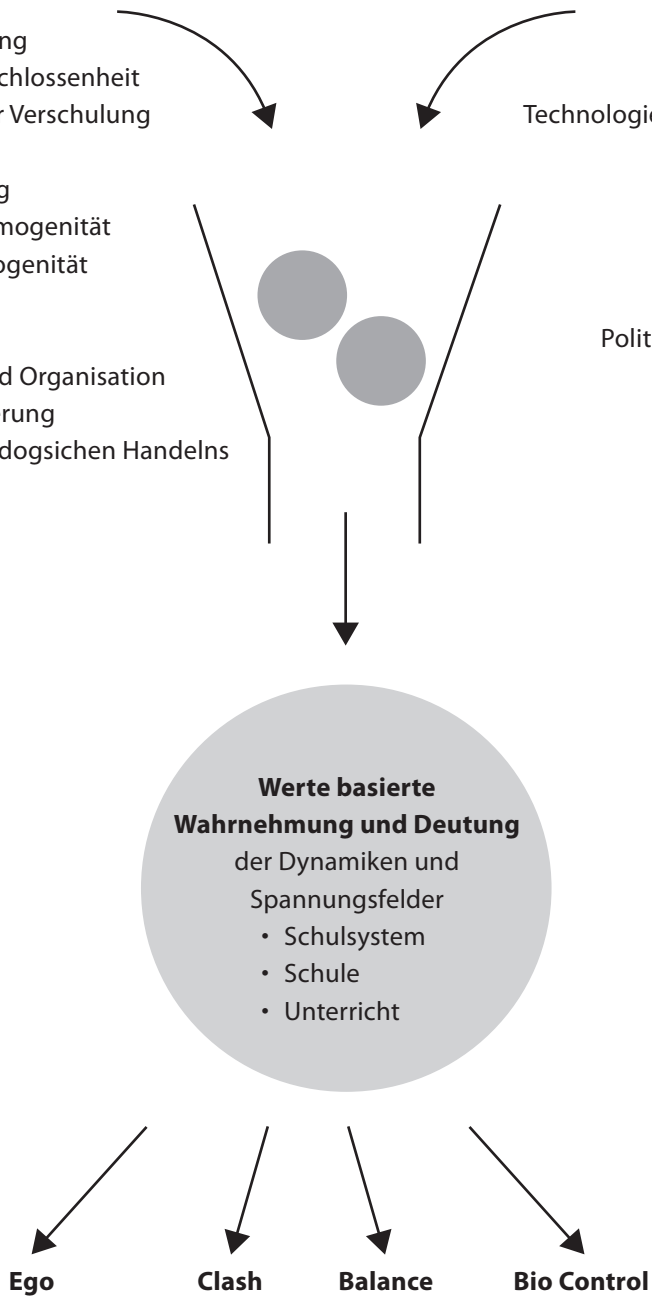 ng
chlossenheit
r Verschulung
g
mogenität
ogenität
d Organisation
erung
dogsichen Handelns
Technologie
Polit
Werte basierte
Wahrnehmung und Deutung
der Dynamiken und
Spannungsfelder
• Schulsystem
• Schule
• Unterricht
Ego Clash Balance Bio Control